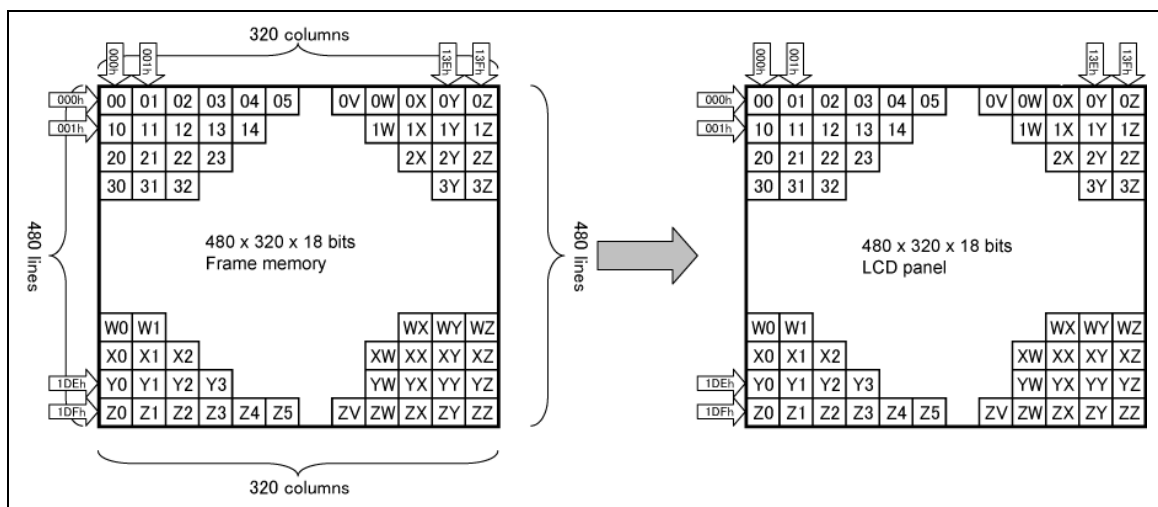 320 columns
000h 001h 13Eh 13Fh 000h 001h 13Eh 13Fh
000h 00 01 02 03 04 05 0V 0W 0X 0Y 0Z 000h 00 01 02 03 04 05 0V 0W 0X 0Y 0Z
001h 10 11 12 13 14 1W 1X 1Y 1Z 001h 10 11 12 13 14 1W 1X 1Y 1Z
20 21 22 23 2X 2Y 2Z 20 21 22 23 2X 2Y 2Z
30 31 32 3Y 3Z 30 31 32 3Y 3Z
480 lines 480 x 320 x 18 bits 480 lines 480 x 320 x 18 bits
Frame memory LCD panel
W0 W1 WX WY WZ W0 W1 WX WY WZ
X0 X1 X2 XW XX XY XZ X0 X1 X2 XW XX XY XZ
1DEh Y0 Y1 Y2 Y3 YW YX YY YZ 1DEh Y0 Y1 Y2 Y3 YW YX YY YZ
1DFh Z0 Z1 Z2 Z3 Z4 Z5 ZV ZW ZX ZY ZZ 1DFh Z0 Z1 Z2 Z3 Z4 Z5 ZV ZW ZX ZY ZZ
320 columns